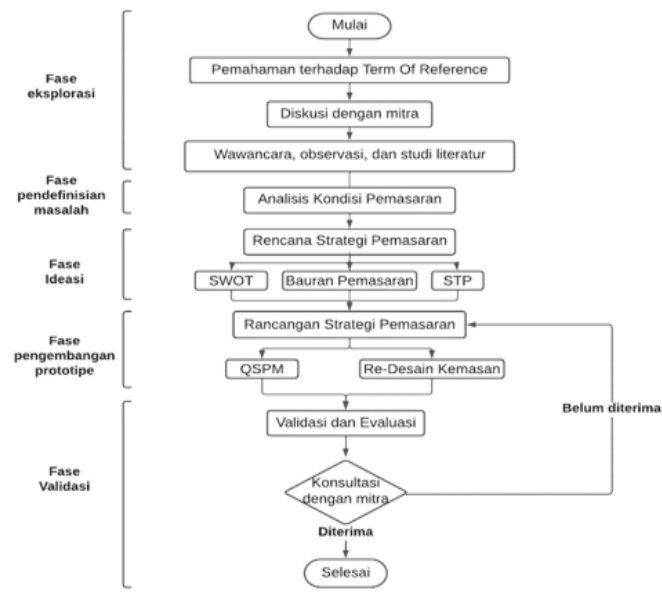 Mulai
Fase
eksplorasi
Pemahaman terhadap Term Of Reference
Diskusi dengan mitra
Wawancara, observasi, dan studi literatur
Fase
pendefinisian
masalah
Analisis Kondisi Pemasaran
Rencana Strategi Pemasaran
Fase
Ideasi
SWOT
Bauran Pemasaran
STP
Fase
pengembangan
prototipe
Rancangan Strategi Pemasaran
QSPM
Re-Desain Kemasan
Belum diterima
Validasi dan Evaluasi
Fase
Validasi
Konsultasi
dengan mitra
Diterima
Selesai